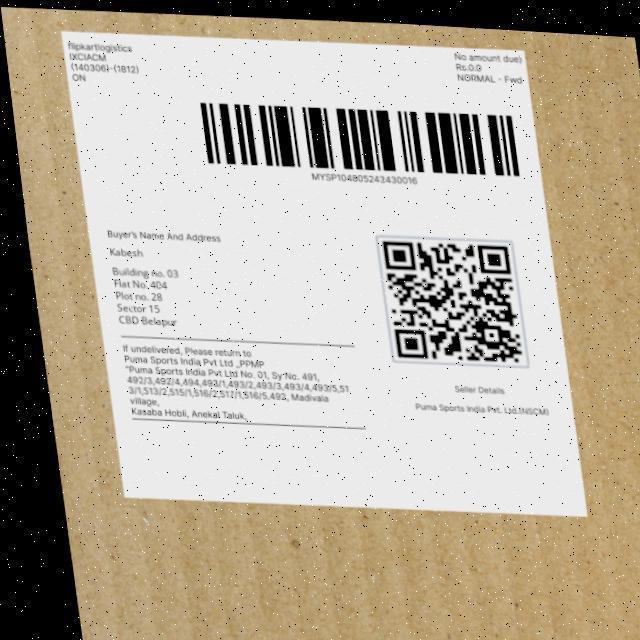 flipkartlogistics
IXCIACM
(140306)-(1812)
ON
No amount due)
Rs.0.0
NORMAL - Fwd
MYSP104805243430016
Buyer's Name And Address
Kabesh
Building no. 03
Flat No. 404
Plot no. 28
Sector 15
CBD Belapur
If undelivered, Please return to
Puma Sports India Pvt Ltd _PPMP
"Puma Sports India Pvt Ltd No. 01, Sy No. 491,
492/3,492/4,494,492/1,493/2,493/3,493/4,493/5,51
3/1,513/2,515/1,516/2,517/1,516/5,493, Madivala
village,
Kasaba Hobli, Anekal Taluk,
Seller Details
Puma Sports India Pvt. Ltd.(NSCM)